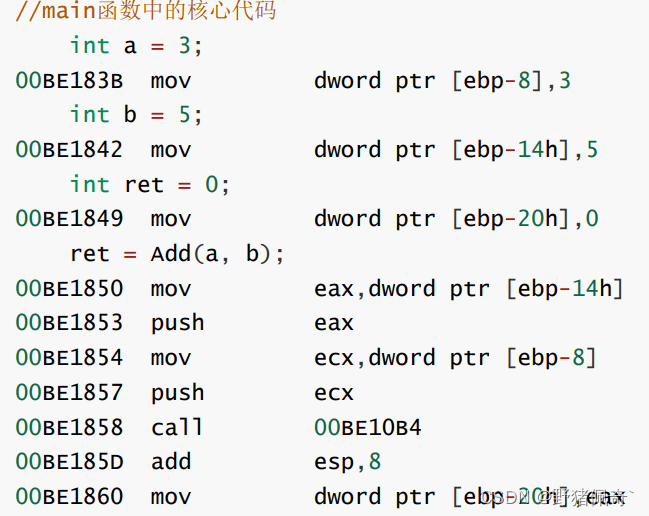 //main函数中的核心代码
int a = 3;
00BE183B mov dword ptr [ebp-8],3
int b = 5;
00BE1842 mov dword ptr [ebp-14h],5
int ret = 0;
00BE1849 mov dword ptr [ebp-20h],0
ret = Add(a, b);
00BE1850 mov eax,dword ptr [ebp-14h]
00BE1853 push eax
00BE1854 mov ecx,dword ptr [ebp-8]
00BE1857 push ecx
00BE1858 call 00BE10B4
00BE185D add esp,8
00BE1860 mov dword ptr [ebp-20h],eax
CSDN @野猪佩奇`